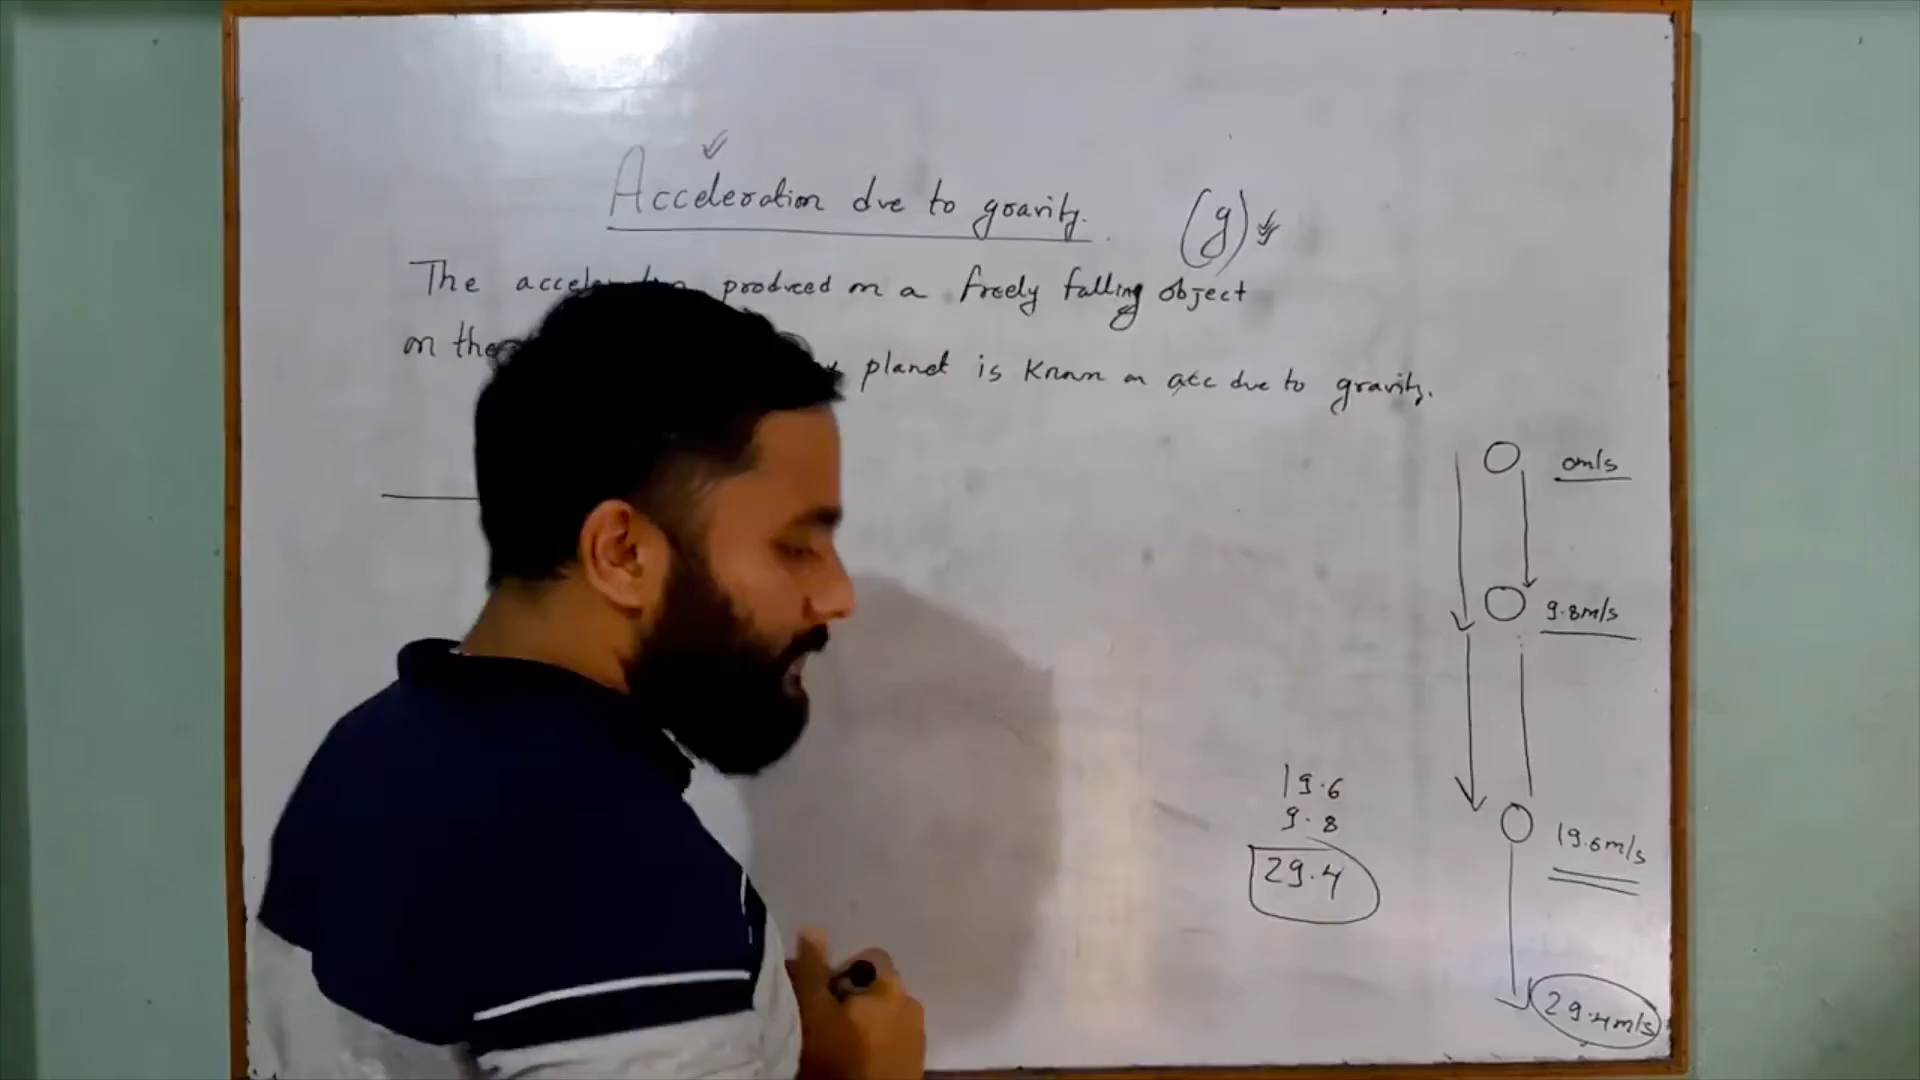 Acceleration due to gravity. (g)
The produced on a freely falling object
on the planet is known as acc due to gravity.
0m/s
9.8m/s
19.6
9.8
29.4
19.6m/s
29.4m/s